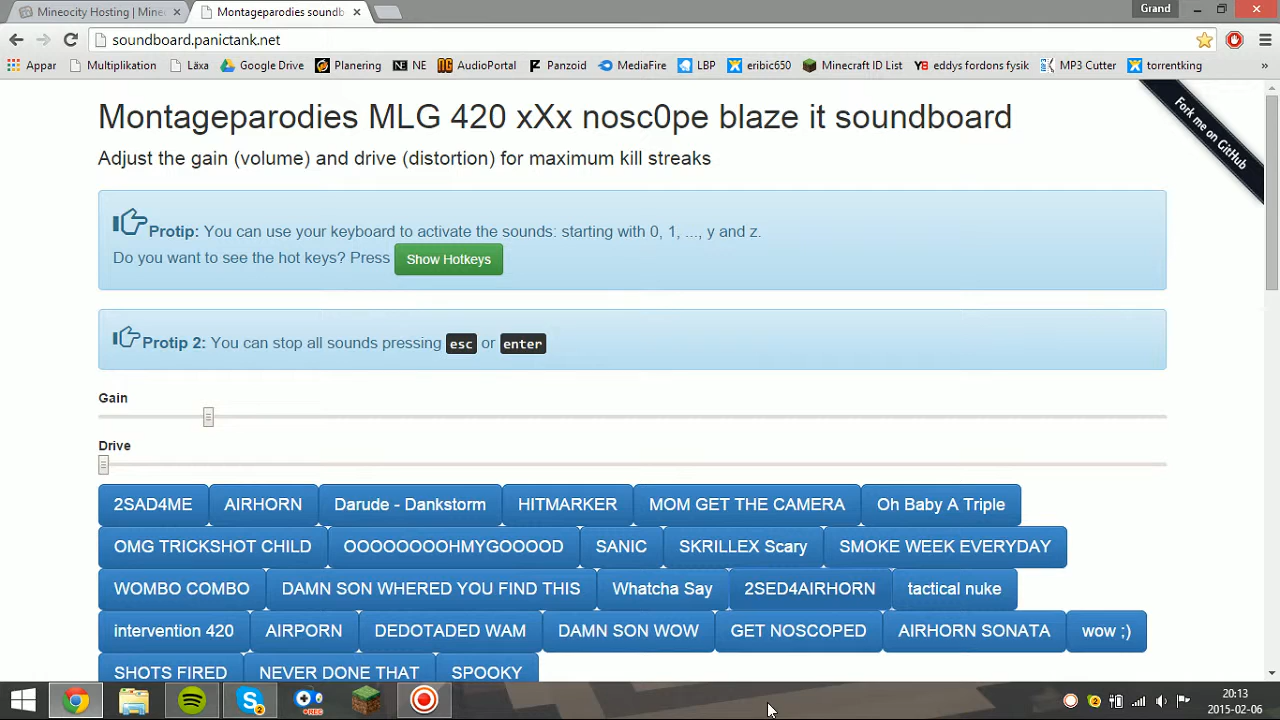 Mineocity Hosting | Mine
Montageparodies soundb
Grand
soundboard.panictank.net
Appar Multiplikation Läxa Google Drive Planering NE NE AudioPortal Panzoid MediaFire LBP eribic650 Minecraft ID List eddys fordons fysik MP3 Cutter torrentking »
Montageparodies MLG 420 xXx nosc0pe blaze it soundboard
Fork me on GitHub
Adjust the gain (volume) and drive (distortion) for maximum kill streaks
Protip: You can use your keyboard to activate the sounds: starting with 0, 1, ..., y and z.
Do you want to see the hot keys? Press Show Hotkeys
Protip 2: You can stop all sounds pressing esc or enter
Gain
Drive
2SAD4ME AIRHORN Darude - Dankstorm HITMARKER MOM GET THE CAMERA Oh Baby A Triple
OMG TRICKSHOT CHILD OOOOOOOOHMYGOOOOD SANIC SKRILLEX Scary SMOKE WEEK EVERYDAY
WOMBO COMBO DAMN SON WHERED YOU FIND THIS Whatcha Say 2SED4AIRHORN tactical nuke
intervention 420 AIRPORN DEDOTADED WAM DAMN SON WOW GET NOSCOPED AIRHORN SONATA wow ;)
SHOTS FIRED NEVER DONE THAT SPOOKY
2 REC 2 20:13
2015-02-06